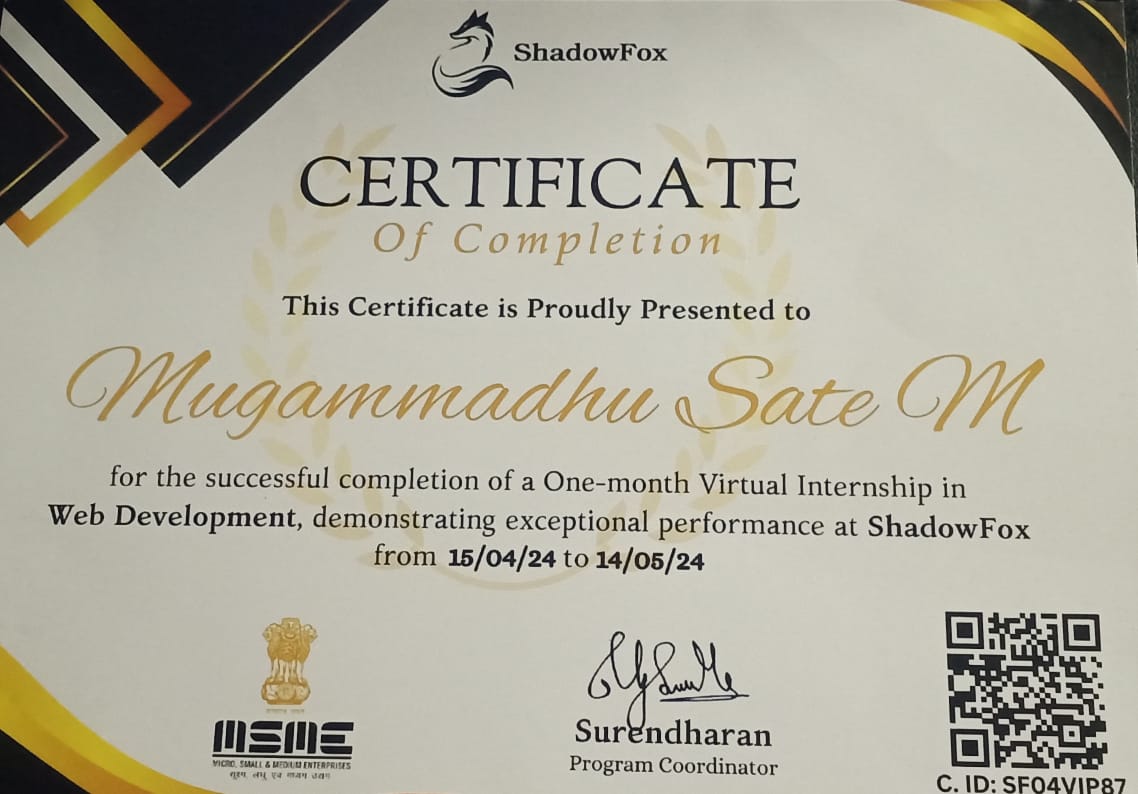 ShadowFox
CERTIFICATE
Of Completion
This Certificate is Proudly Presented to
Mugammadhu Sate M
for the successful completion of a One-month Virtual Internship in
Web Development, demonstrating exceptional performance at ShadowFox
from 15/04/24 to 14/05/24
MSME
MICRO, SMALL & MEDIUM ENTERPRISES
सूक्ष्म, लघु एवं मध्यम उद्यम
Surendharan
Program Coordinator
C. ID: SF04VIP87